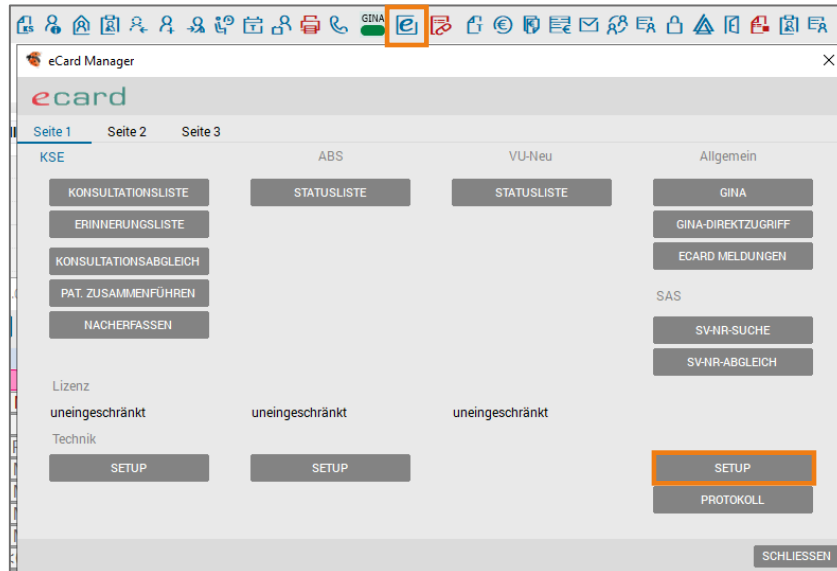 GINA
eCard Manager
ecard
Seite 1 Seite 2 Seite 3
KSE ABS VU-Neu Allgemein
KONSULTATIONSLISTE STATUSLISTE STATUSLISTE GINA
ERINNERUNGSLISTE GINA-DIREKTZUGRIFF
KONSULTATIONSABGLEICH ECARD MELDUNGEN
PAT. ZUSAMMENFÜHREN SAS
NACHERFASSEN SV-NR-SUCHE
SV-NR-ABGLEICH
Lizenz
uneingeschränkt uneingeschränkt uneingeschränkt
Technik
SETUP SETUP SETUP
PROTOKOLL
SCHLIESSEN